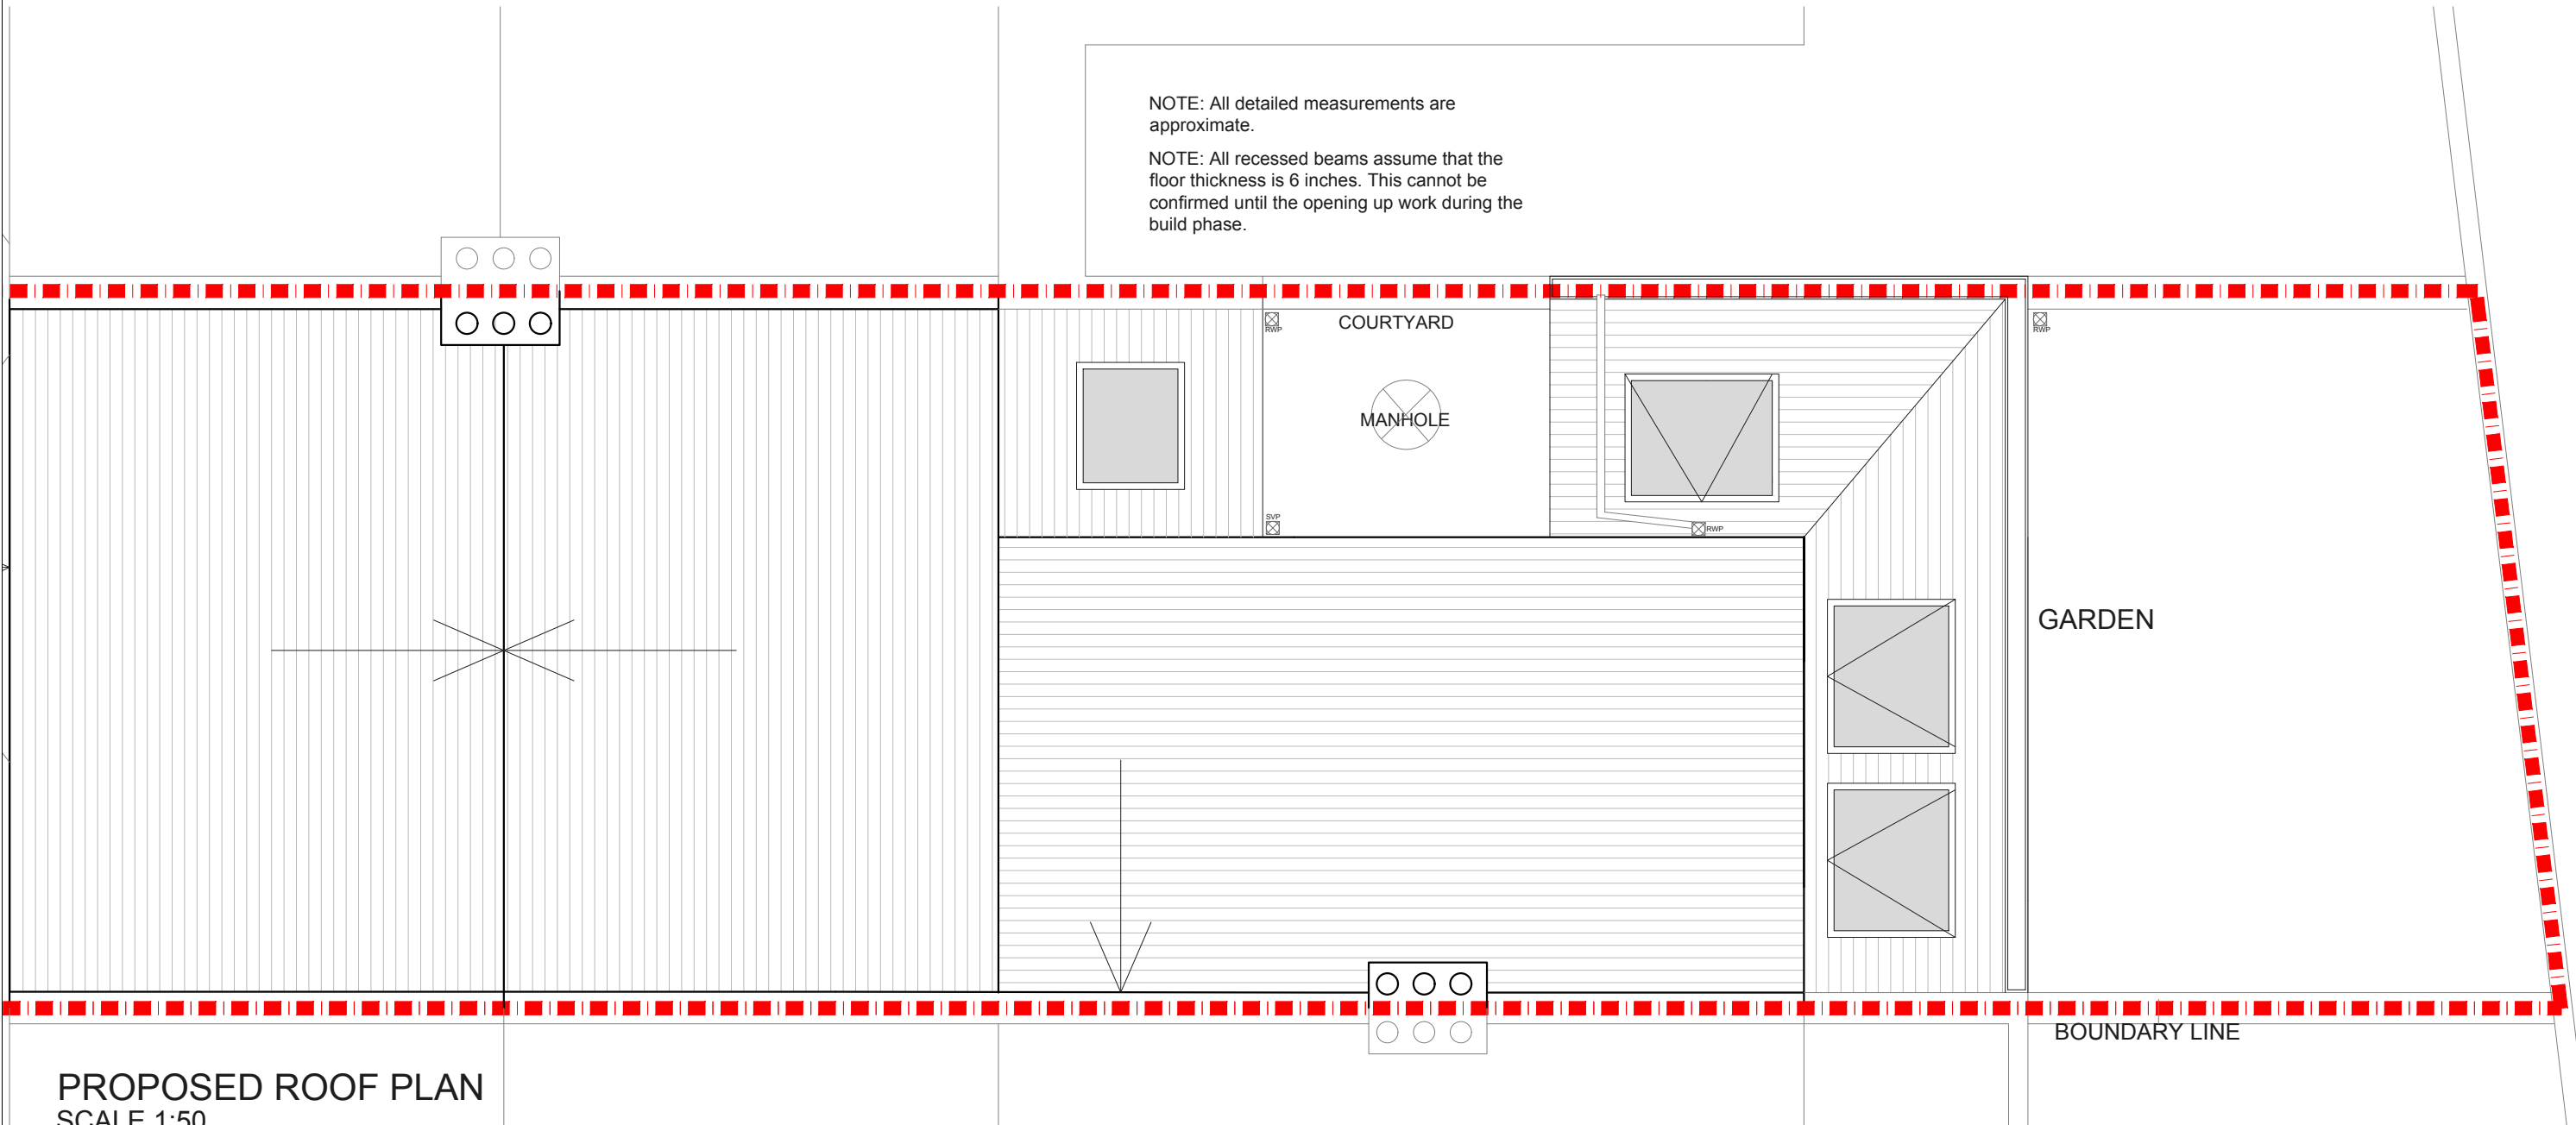 NOTE: All detailed measurements are
approximate.
NOTE: All recessed beams assume that the
floor thickness is 6 inches. This cannot be
confirmed until the opening up work during the
build phase.
RWP
COURTYARD
RWP
MANHOLE
SVP
RWP
GARDEN
BOUNDARY LINE
PROPOSED ROOF PLAN
SCALE 1:50